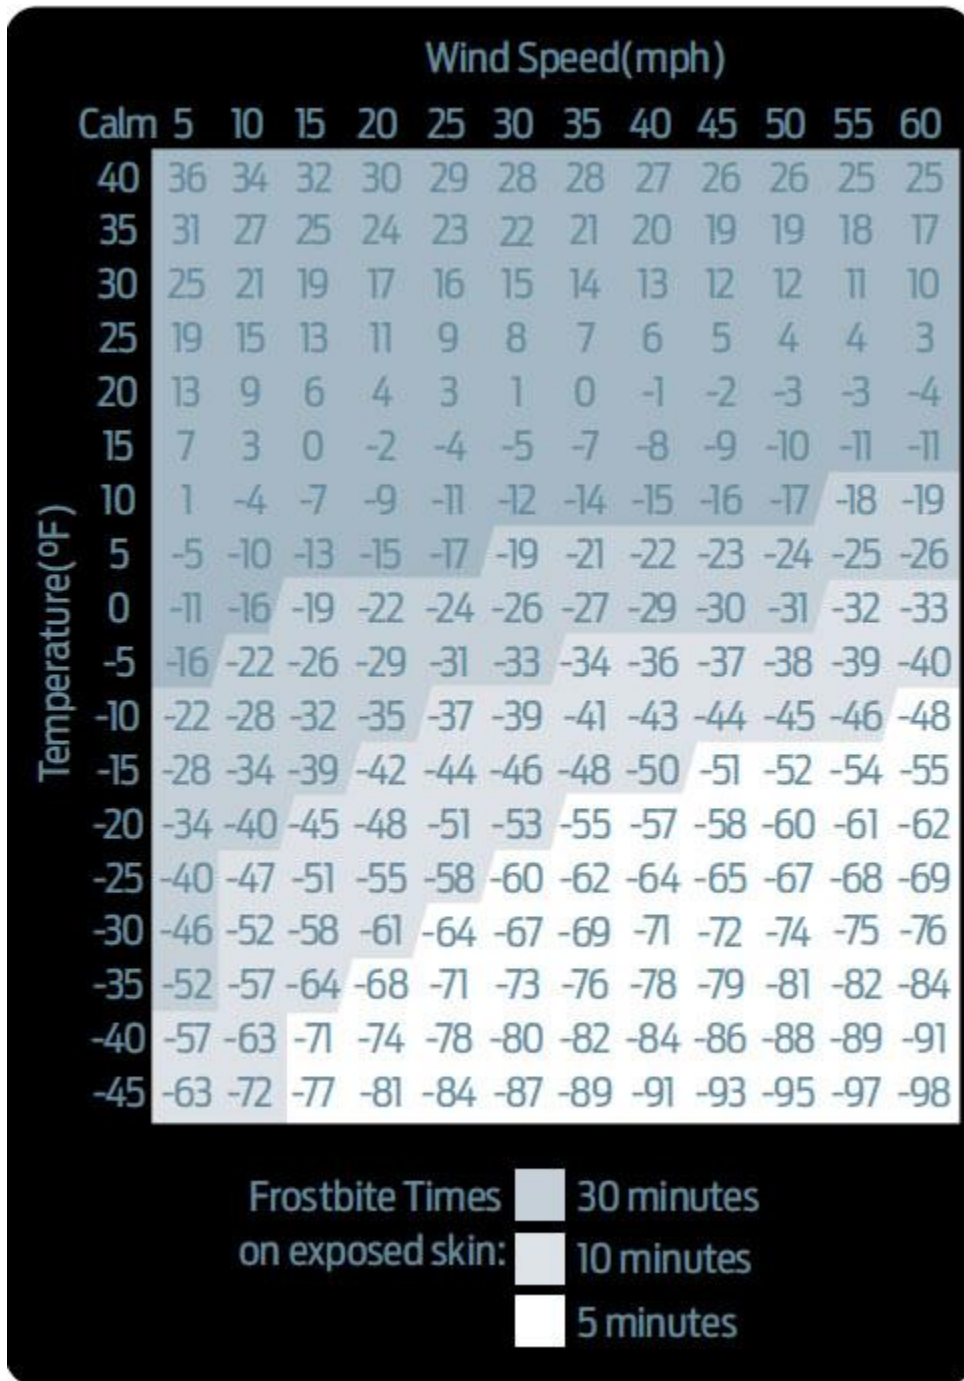 Wind Speed(mph)
Calm 5 10 15 20 25 30 35 40 45 50 55 60
40 36 34 32 30 29 28 28 27 26 26 25 25
35 31 27 25 24 23 22 21 20 19 19 18 17
30 25 21 19 17 16 15 14 13 12 12 11 10
25 19 15 13 11 9 8 7 6 5 4 4 3
20 13 9 6 4 3 1 0 -1 -2 -3 -3 -4
15 7 3 0 -2 -4 -5 -7 -8 -9 -10 -11 -11
10 1 -4 -7 -9 -11 -12 -14 -15 -16 -17 -18 -19
5 -5 -10 -13 -15 -17 -19 -21 -22 -23 -24 -25 -26
0 -11 -16 -19 -22 -24 -26 -27 -29 -30 -31 -32 -33
-5 -16 -22 -26 -29 -31 -33 -34 -36 -37 -38 -39 -40
-10 -22 -28 -32 -35 -37 -39 -41 -43 -44 -45 -46 -48
-15 -28 -34 -39 -42 -44 -46 -48 -50 -51 -52 -54 -55
-20 -34 -40 -45 -48 -51 -53 -55 -57 -58 -60 -61 -62
-25 -40 -47 -51 -55 -58 -60 -62 -64 -65 -67 -68 -69
-30 -46 -52 -58 -61 -64 -67 -69 -71 -72 -74 -75 -76
-35 -52 -57 -64 -68 -71 -73 -76 -78 -79 -81 -82 -84
-40 -57 -63 -71 -74 -78 -80 -82 -84 -86 -88 -89 -91
-45 -63 -72 -77 -81 -84 -87 -89 -91 -93 -95 -97 -98
Temperature(ºF)
Frostbite Times
on exposed skin:
30 minutes
10 minutes
5 minutes